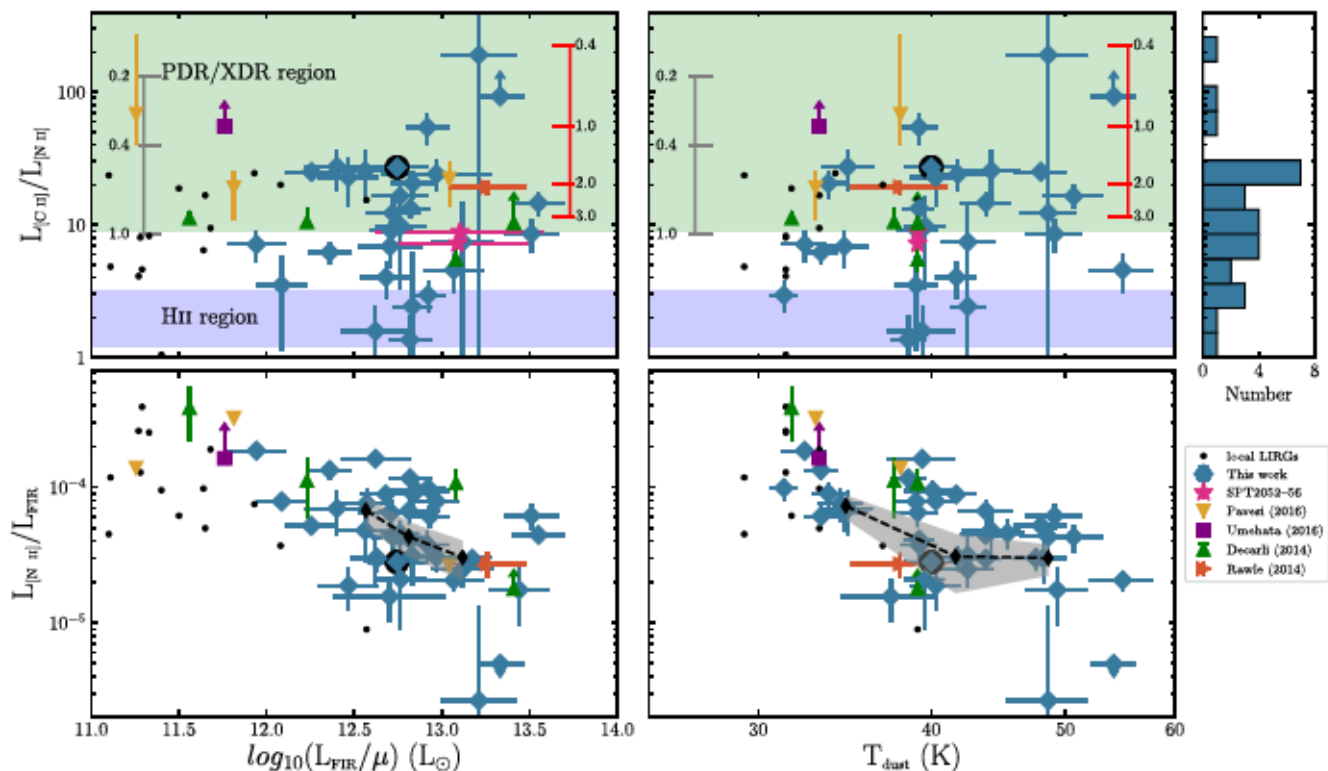 L[C II]/L[N II]
100
10
1
PDR/XDR region
HII region
0.2
0.4
1.0
0.4
1.0
2.0
3.0
0.2
0.4
1.0
0.4
1.0
2.0
3.0
0 4 8
Number
L[N II]/LFIR
10⁻⁴
10⁻⁵
11.0 11.5 12.0 12.5 13.0 13.5 14.0
log10(LFIR/μ) (L⊙)
30 40 50 60
Tdust (K)
local LIRGs
This work
SPT2052-56
Pavesi (2016)
Umehata (2016)
Decarli (2014)
Rawle (2014)